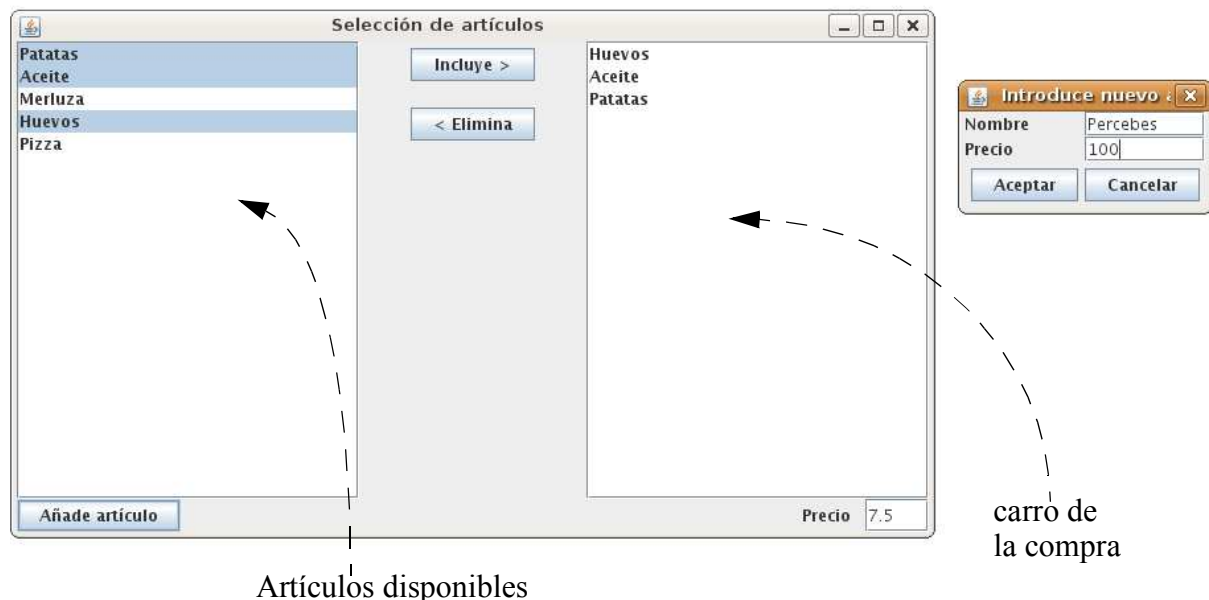 Selección de artículos
Patatas
Aceite
Merluza
Huevos
Pizza
Incluye >
< Elimina
Huevos
Aceite
Patatas
Añade artículo
Precio 7.5
Introduce nuevo a
Nombre Percebes
Precio 100
Aceptar Cancelar
carro de
la compra
Artículos disponibles